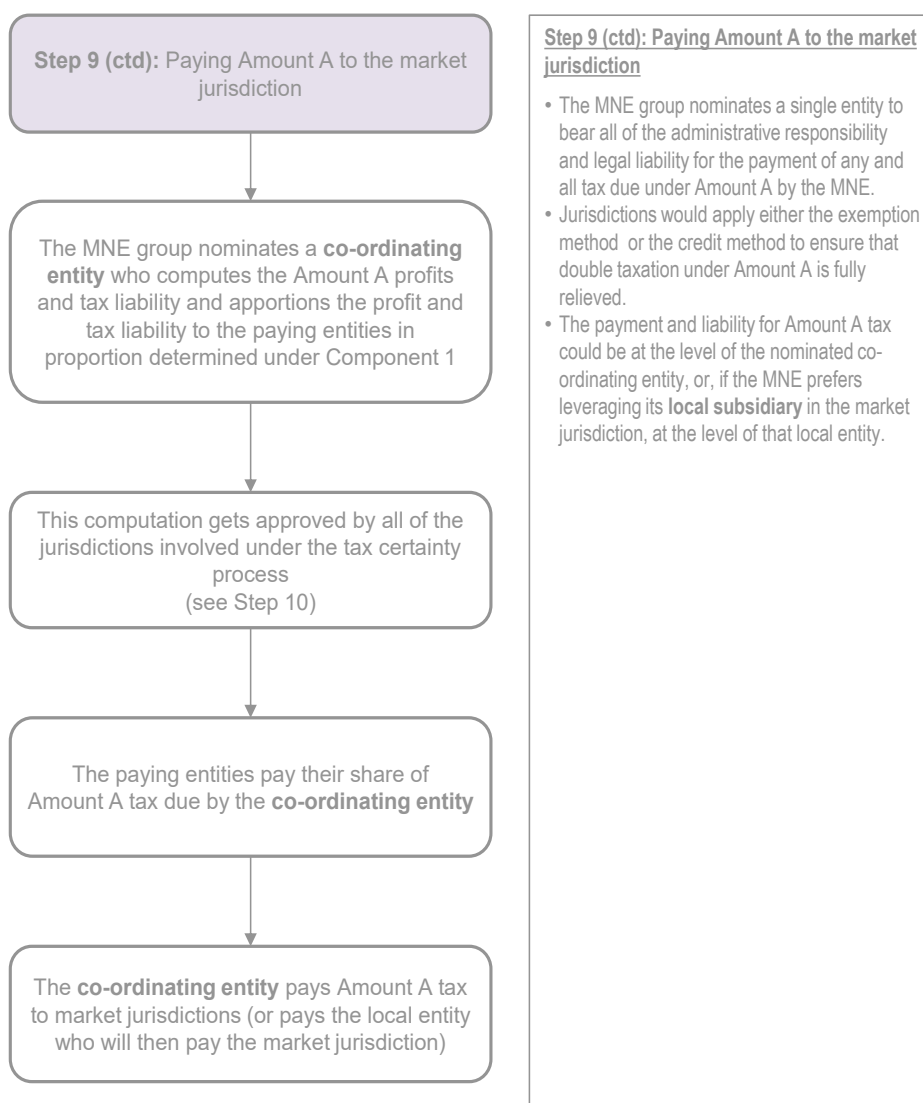 Step 9 (ctd): Paying Amount A to the market
jurisdiction
The MNE group nominates a co-ordinating
entity who computes the Amount A profits
and tax liability and apportions the profit and
tax liability to the paying entities in
proportion determined under Component 1
This computation gets approved by all of the
jurisdictions involved under the tax certainty
process
(see Step 10)
The paying entities pay their share of
Amount A tax due by the co-ordinating entity
The co-ordinating entity pays Amount A tax
to market jurisdictions (or pays the local entity
who will then pay the market jurisdiction)
Step 9 (ctd): Paying Amount A to the market
jurisdiction
• The MNE group nominates a single entity to
bear all of the administrative responsibility
and legal liability for the payment of any and
all tax due under Amount A by the MNE.
• Jurisdictions would apply either the exemption
method or the credit method to ensure that
double taxation under Amount A is fully
relieved.
• The payment and liability for Amount A tax
could be at the level of the nominated co-
ordinating entity, or, if the MNE prefers
leveraging its local subsidiary in the market
jurisdiction, at the level of that local entity.